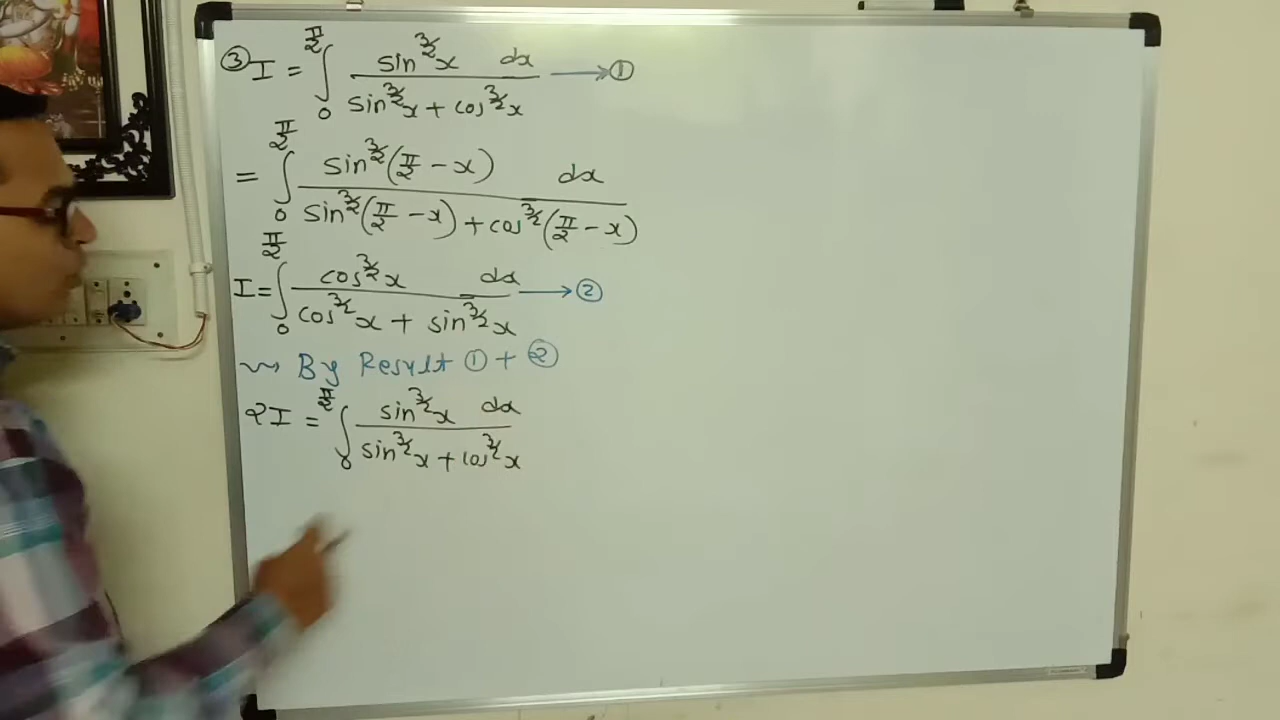 ③ I = ∫₀^(π/2) sin^(3/2)x dx / (sin^(3/2)x + cos^(3/2)x) → ①
= ∫₀^(π/2) sin^(3/2)(π/2 − x) dx / (sin^(3/2)(π/2 − x) + cos^(3/2)(π/2 − x))
I = ∫₀^(π/2) cos^(3/2)x dx / (cos^(3/2)x + sin^(3/2)x) → ②
⇝ By Result ① + ②
2I = ∫₀^(π/2) sin^(3/2)x dx / (sin^(3/2)x + cos^(3/2)x)